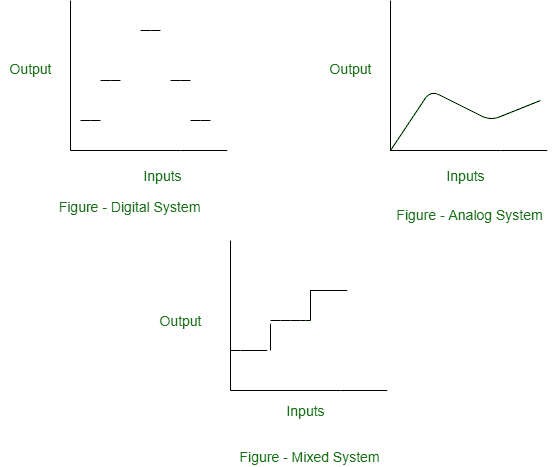 Output
Inputs
Figure - Digital System
Output
Inputs
Figure - Analog System
Output
Inputs
Figure - Mixed System